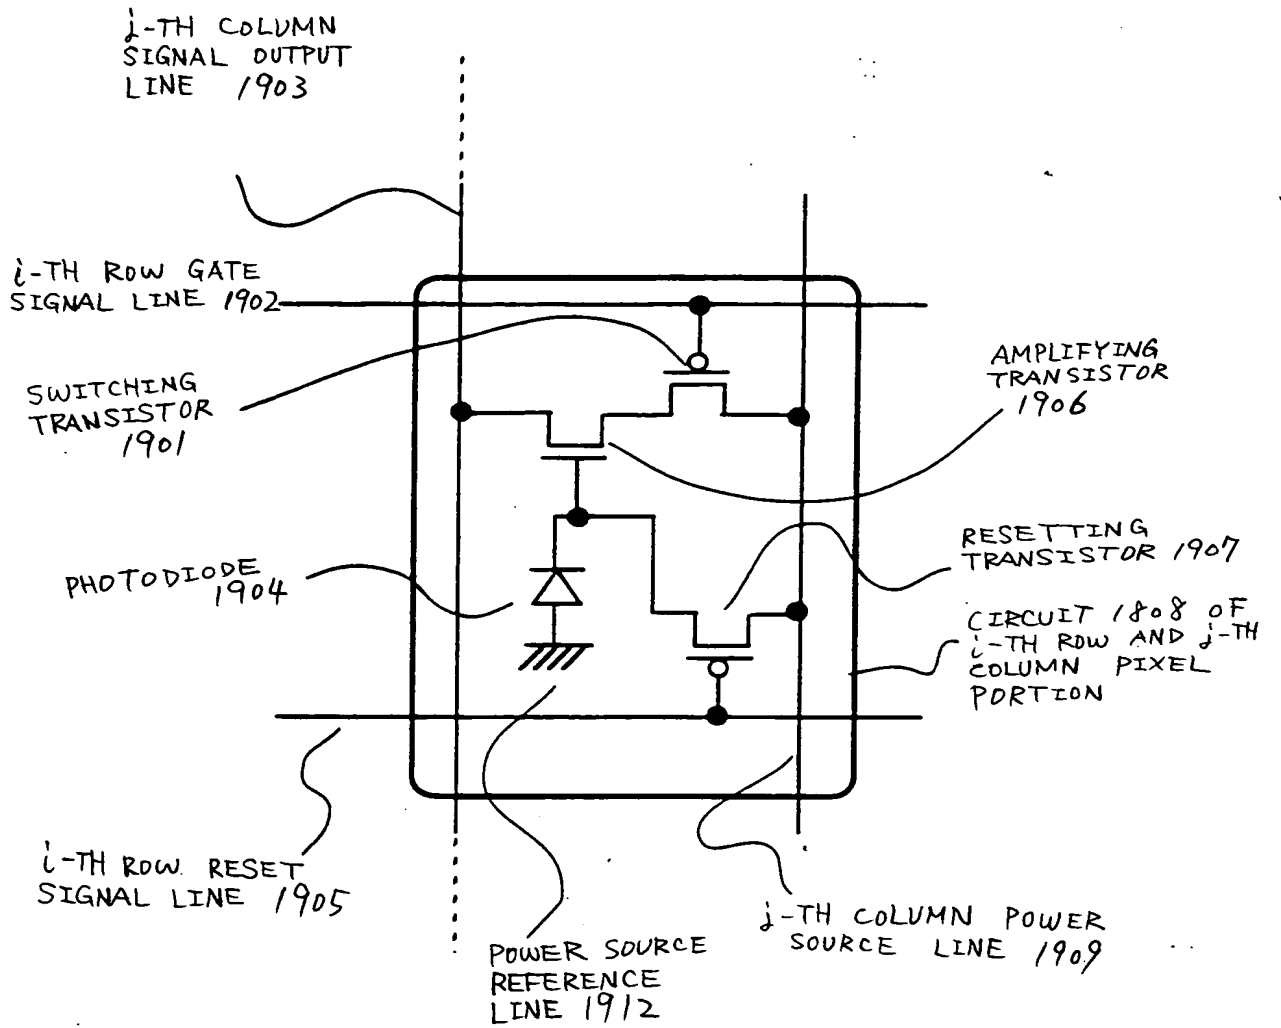 j-TH COLUMN
SIGNAL OUTPUT
LINE 1903
i-TH ROW GATE
SIGNAL LINE 1902
SWITCHING
TRANSISTOR
1901
AMPLIFYING
TRANSISTOR
1906
RESETTING
TRANSISTOR 1907
PHOTODIODE
1904
CIRCUIT 1808 OF
i-TH ROW AND j-TH
COLUMN PIXEL
PORTION
i-TH ROW RESET
SIGNAL LINE 1905
POWER SOURCE
REFERENCE
LINE 1912
j-TH COLUMN POWER
SOURCE LINE 1909